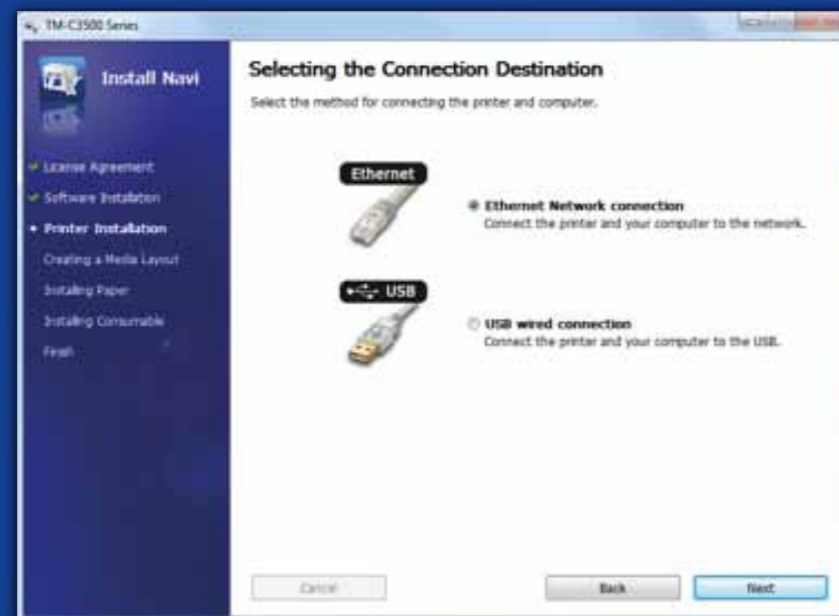 TM-C3500 Series
Install Navi
License Agreement
Software Installation
Printer Installation
Creating a Media Layout
Installing Paper
Installing Consumable
Finish
Selecting the Connection Destination
Select the method for connecting the printer and computer.
Ethernet
Ethernet Network connection
Connect the printer and your computer to the network.
USB
USB wired connection
Connect the printer and your computer to the USB.
Cancel
Back
Next